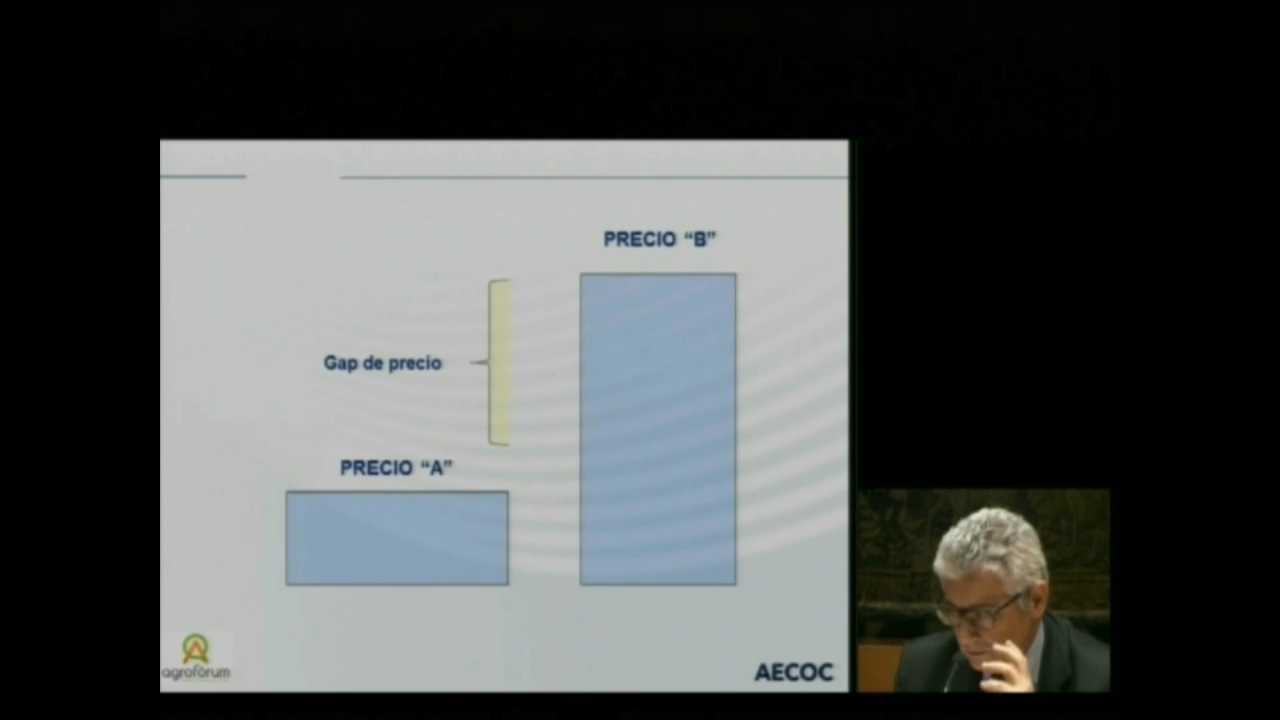 PRECIO “B”
Gap de precio
PRECIO “A”
agrofòrum
AECOC